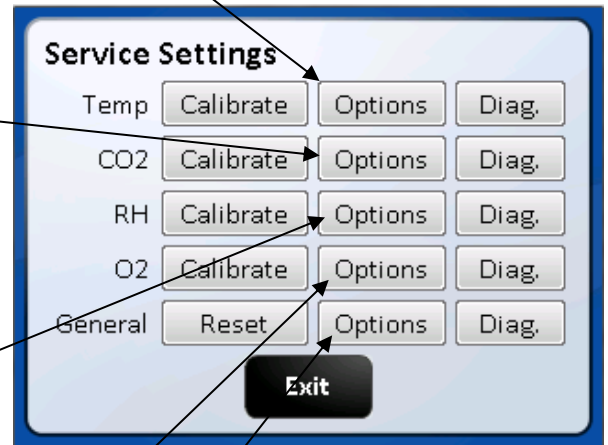 Service Settings
Temp Calibrate Options Diag.
CO2 Calibrate Options Diag.
RH Calibrate Options Diag.
O2 Calibrate Options Diag.
General Reset Options Diag.
Exit